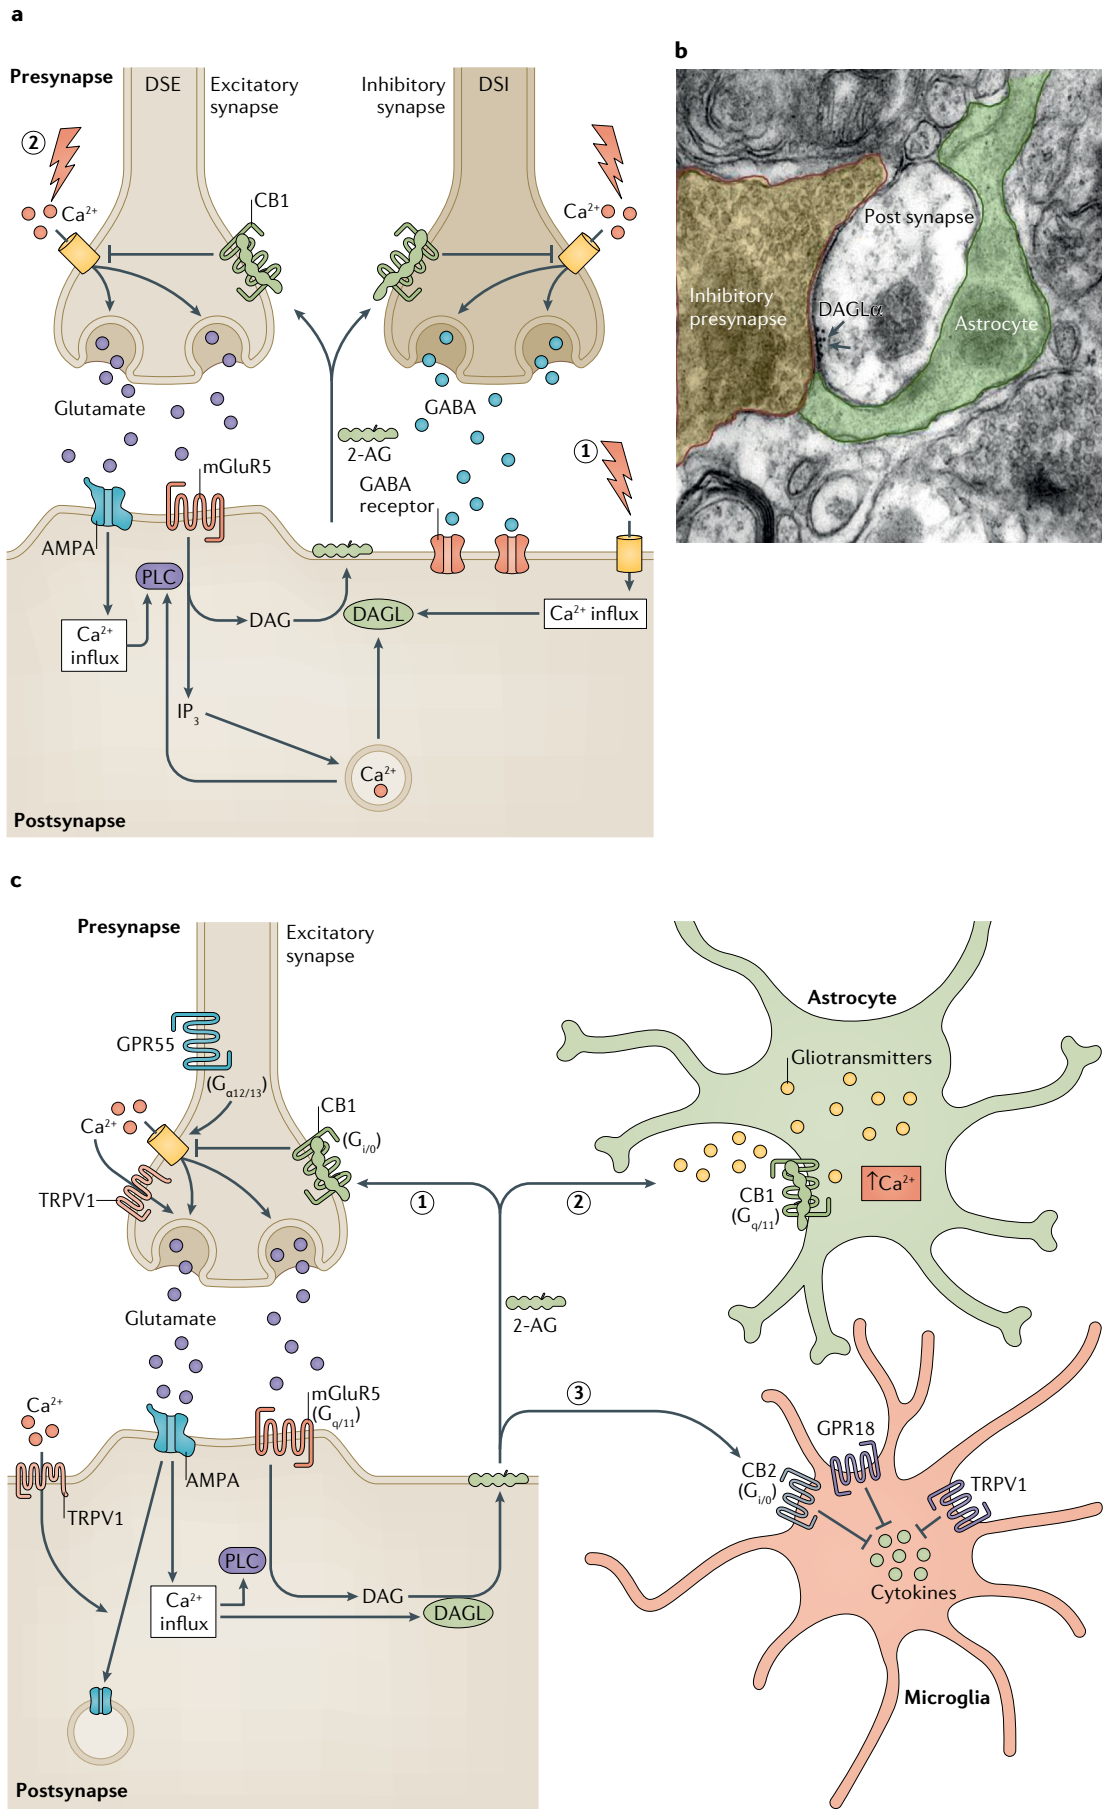 a
Presynapse
DSE
Excitatory
synapse
Inhibitory
synapse
DSI
2
Ca²⁺
CB1
Ca²⁺
Glutamate
GABA
2-AG
mGluR5
GABA
receptor
1
AMPA
PLC
DAG
DAGL
Ca²⁺ influx
Ca²⁺
influx
IP₃
Ca²⁺
Postsynapse
b
Post synapse
Inhibitory
presynapse
DAGLα
Astrocyte
c
Presynapse
Excitatory
synapse
GPR55
(Gα12/13)
Ca²⁺
CB1
(Gi/0)
TRPV1
1
2
Glutamate
2-AG
Ca²⁺
mGluR5
(Gq/11)
3
AMPA
TRPV1
PLC
Ca²⁺
influx
DAG
DAGL
Postsynapse
Astrocyte
Gliotransmitters
CB1
(Gq/11)
↑Ca²⁺
GPR18
CB2
(Gi/0)
TRPV1
Cytokines
Microglia